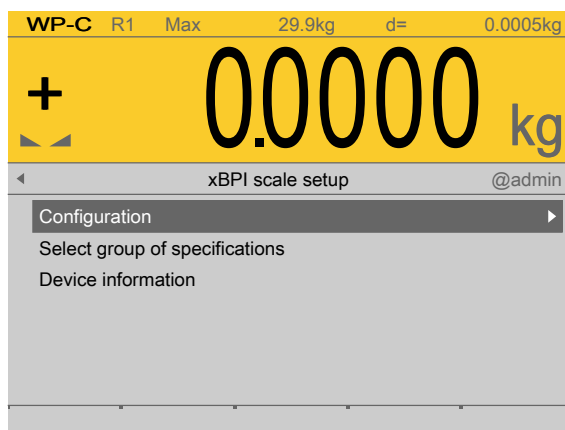 WP-C R1 Max 29.9kg d= 0.0005kg
+ 0.0000 kg
xBPI scale setup @admin
Configuration
Select group of specifications
Device information